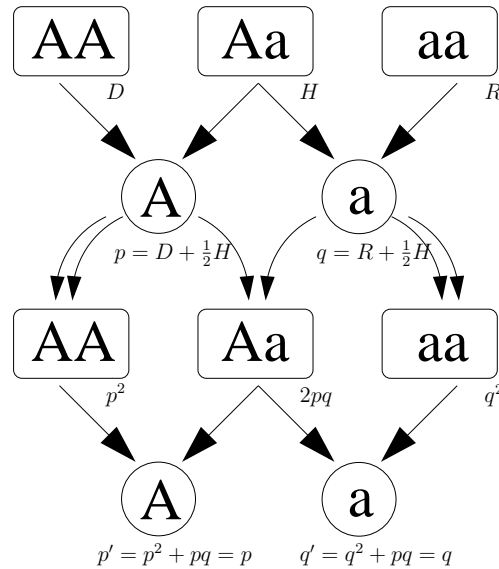 AA Aa aa
D H R
A a
p = D + ½H q = R + ½H
AA Aa aa
p² 2pq q²
A a
p′ = p² + pq = p q′ = q² + pq = q